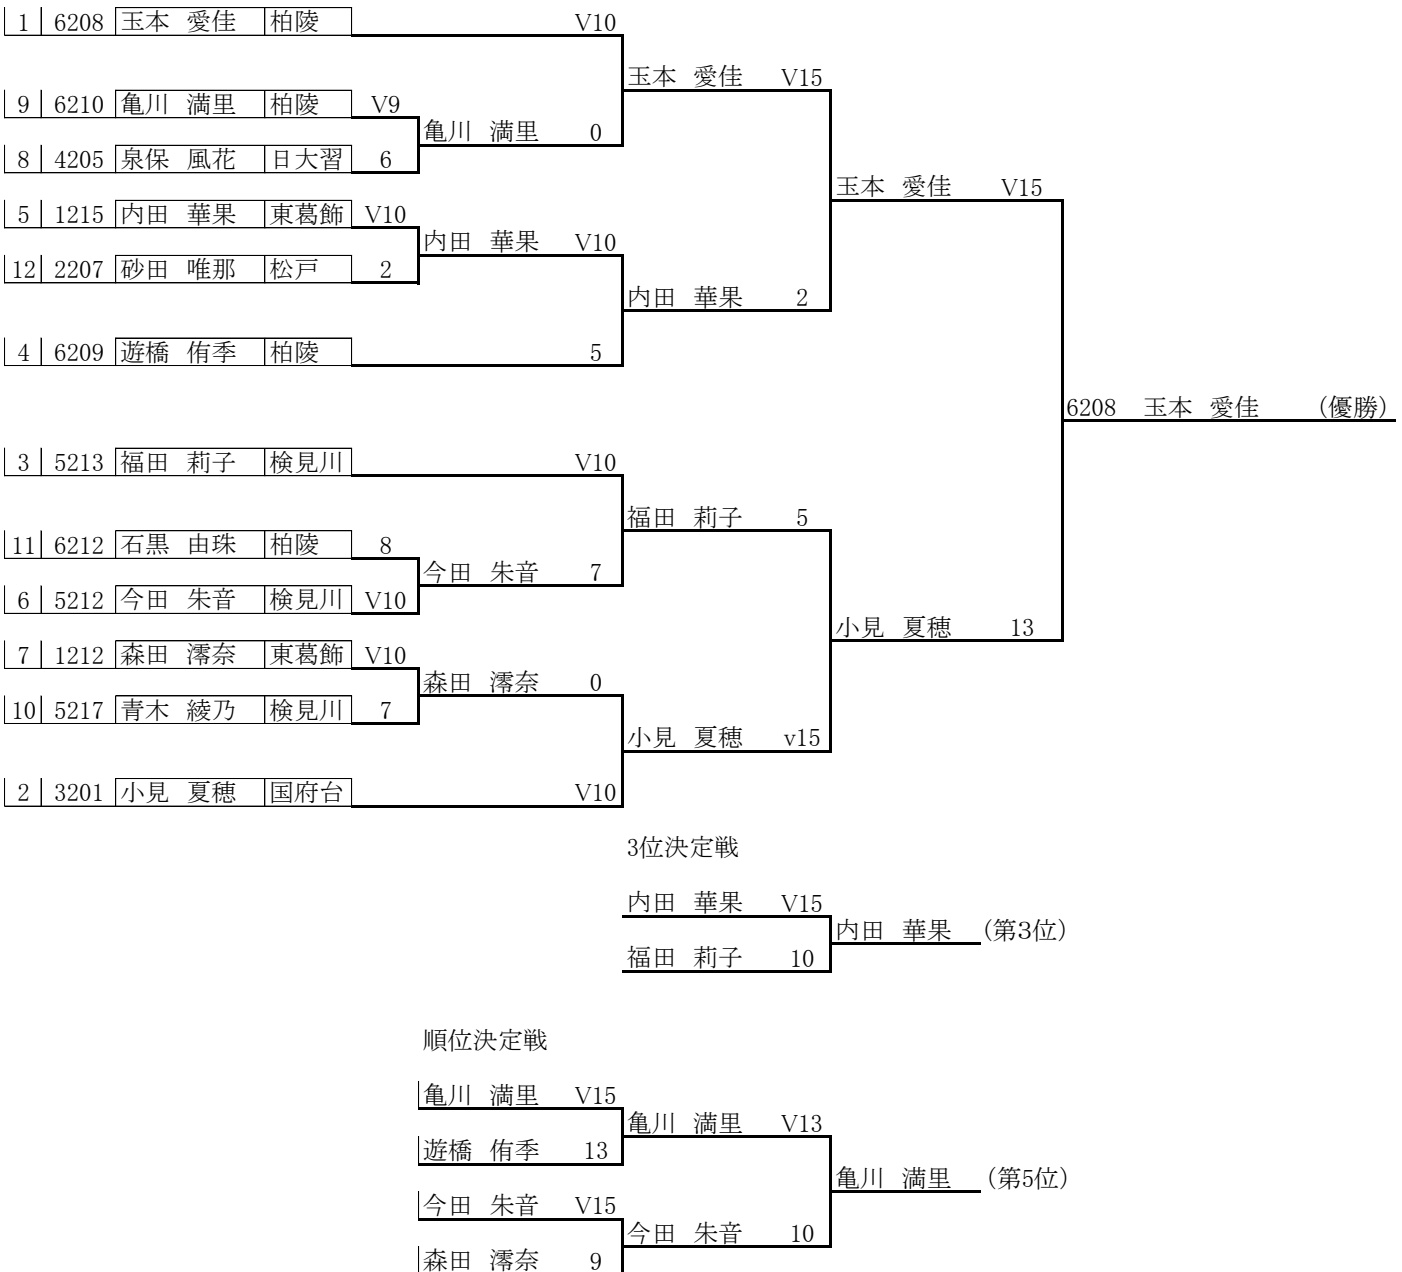 1 6208 玉本 愛佳 柏陵 V10
玉本 愛佳 V15
9 6210 亀川 満里 柏陵 V9
亀川 満里 0
8 4205 泉保 風花 日大習 6
玉本 愛佳 V15
5 1215 内田 華果 東葛飾 V10
内田 華果 V10
12 2207 砂田 唯那 松戸 2
内田 華果 2
4 6209 遊橋 侑季 柏陵 5
6208 玉本 愛佳 (優勝)
3 5213 福田 莉子 検見川 V10
福田 莉子 5
11 6212 石黒 由珠 柏陵 8
今田 朱音 7
6 5212 今田 朱音 検見川 V10
小見 夏穂 13
7 1212 森田 澪奈 東葛飾 V10
森田 澪奈 0
10 5217 青木 綾乃 検見川 7
小見 夏穂 v15
2 3201 小見 夏穂 国府台 V10
3位決定戦
内田 華果 V15
内田 華果 (第3位)
福田 莉子 10
順位決定戦
亀川 満里 V15
亀川 満里 V13
遊橋 侑季 13
亀川 満里 (第5位)
今田 朱音 V15
今田 朱音 10
森田 澪奈 9